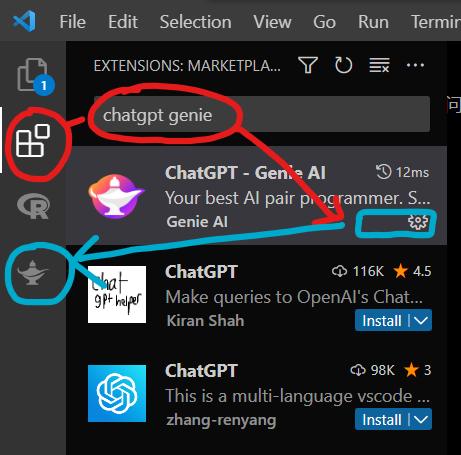 File Edit Selection View Go Run Termin
1
EXTENSIONS: MARKETPLA...
chatgpt genie
问
ChatGPT - Genie AI 12ms
Your best AI pair programmer. S...
Genie AI
ChatGPT 116K 4.5
Make queries to OpenAI's Chat...
Kiran Shah Install
Chat
gpt helper
R
ChatGPT 98K 3
This is a multi-language vscode ...
zhang-renyang Install